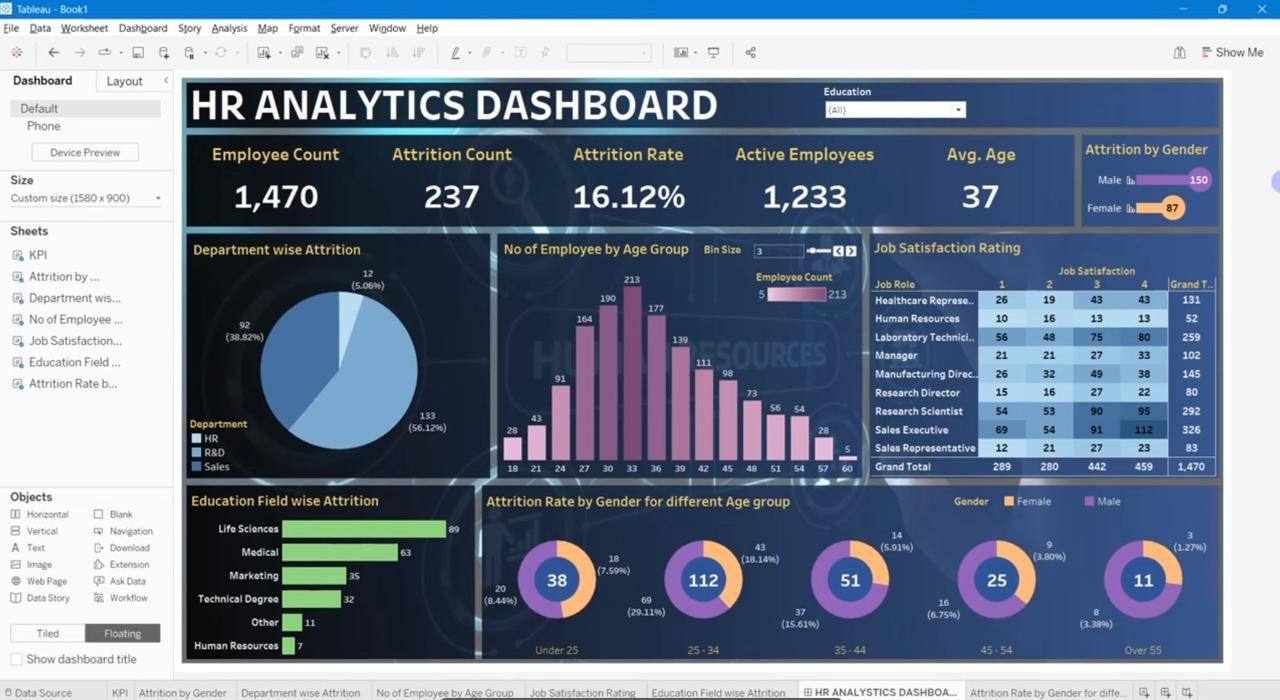 Tableau - Book1
File Data Worksheet Dashboard Story Analysis Map Format Server Window Help
Show Me
Dashboard Layout
Default
Phone
Device Preview
Size
Custom size (1580 x 900)
Sheets
KPI
Attrition by ...
Department wis...
No of Employee ...
Job Satisfaction...
Education Field ...
Attrition Rate b...
Objects
Horizontal Blank
Vertical Navigation
Text Download
Image Extension
Web Page Ask Data
Data Story Workflow
Tiled Floating
Show dashboard title
HR ANALYTICS DASHBOARD
Education
(All)
Employee Count Attrition Count Attrition Rate Active Employees Avg. Age
1,470 237 16.12% 1,233 37
Attrition by Gender
Male 150
Female 87
Department wise Attrition
12
(5.06%)
92
(38.82%)
133
(56.12%)
Department
HR
R&D
Sales
No of Employee by Age Group Bin Size 3
Employee Count
5 213
28 43 91 164 190 213 177 139 111 98 73 56 54 28 5
18 21 24 27 30 33 36 39 42 45 48 51 54 57 60
Job Satisfaction Rating
Job Satisfaction
Job Role 1 2 3 4 Grand T..
Healthcare Represe.. 26 19 43 43 131
Human Resources 10 16 13 13 52
Laboratory Technici.. 56 48 75 80 259
Manager 21 21 27 33 102
Manufacturing Direc.. 26 32 49 38 145
Research Director 15 16 27 22 80
Research Scientist 54 53 90 95 292
Sales Executive 69 54 91 112 326
Sales Representative 12 21 27 23 83
Grand Total 289 280 442 459 1,470
Education Field wise Attrition
Life Sciences 89
Medical 63
Marketing 35
Technical Degree 32
Other 11
Human Resources 7
Attrition Rate by Gender for different Age group
Gender Female Male
38
18
(7.59%)
20
(8.44%)
Under 25
112
43
(18.14%)
69
(29.11%)
25 - 34
51
14
(5.91%)
37
(15.61%)
35 - 44
25
9
(3.80%)
16
(6.75%)
45 - 54
11
3
(1.27%)
8
(3.38%)
Over 55
Data Source KPI Attrition by Gender Department wise Attrition No of Employee by Age Group Job Satisfaction Rating Education Field wise Attrition HR ANALYSTICS DASHBOA... Attrition Rate by Gender for diffe...